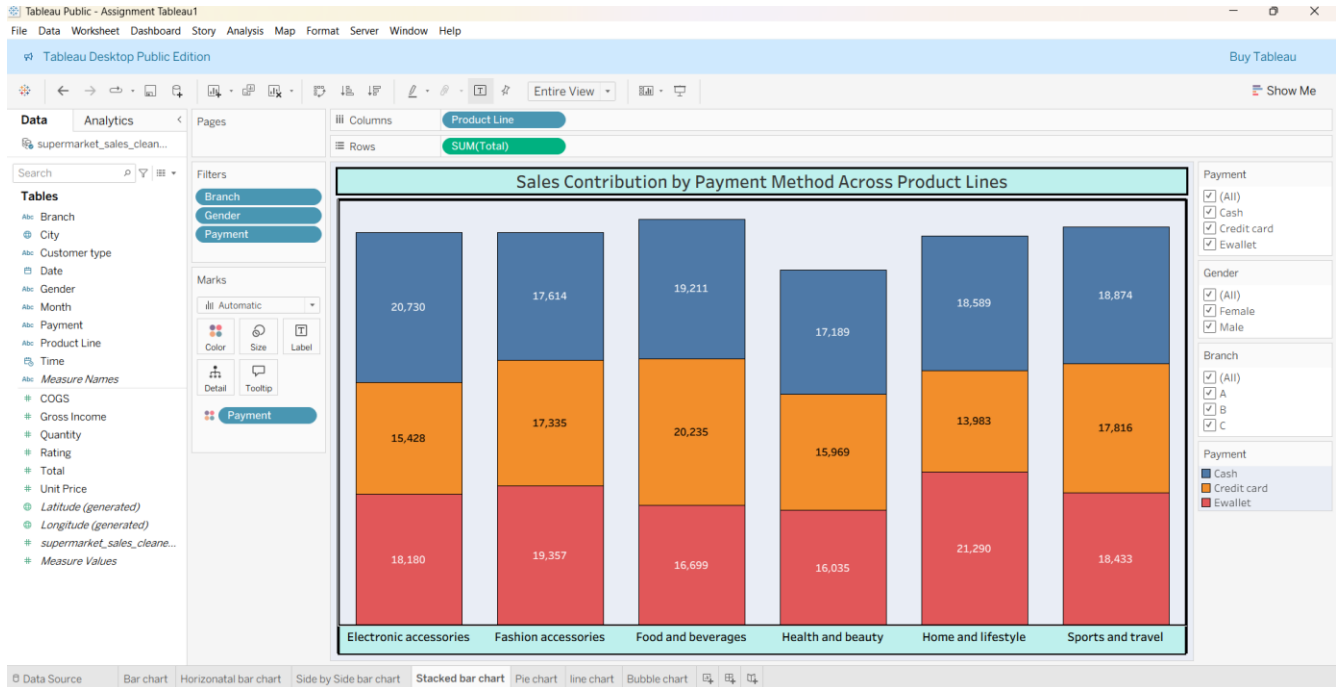 Tableau Public - Assignment Tableau1
File Data Worksheet Dashboard Story Analysis Map Format Server Window Help
Tableau Desktop Public Edition
Buy Tableau
Entire View
Show Me
Data Analytics
supermarket_sales_clean...
Search
Tables
Abc Branch
City
Abc Customer type
Date
Abc Gender
Abc Month
Abc Payment
Abc Product Line
Time
Abc Measure Names
# COGS
# Gross Income
# Quantity
# Rating
# Total
# Unit Price
Latitude (generated)
Longitude (generated)
# supermarket_sales_cleane...
# Measure Values
Pages
Filters
Branch
Gender
Payment
Marks
Automatic
Color Size T Label
Detail Tooltip
Payment
iii Columns Product Line
Rows SUM(Total)
Sales Contribution by Payment Method Across Product Lines
20,730 17,614 19,211 17,189 18,589 18,874
15,428 17,335 20,235 15,969 13,983 17,816
18,180 19,357 16,699 16,035 21,290 18,433
Electronic accessories Fashion accessories Food and beverages Health and beauty Home and lifestyle Sports and travel
Payment
(All)
Cash
Credit card
Ewallet
Gender
(All)
Female
Male
Branch
(All)
A
B
C
Payment
Cash
Credit card
Ewallet
Data Source Bar chart Horizonatal bar chart Side by Side bar chart Stacked bar chart Pie chart line chart Bubble chart